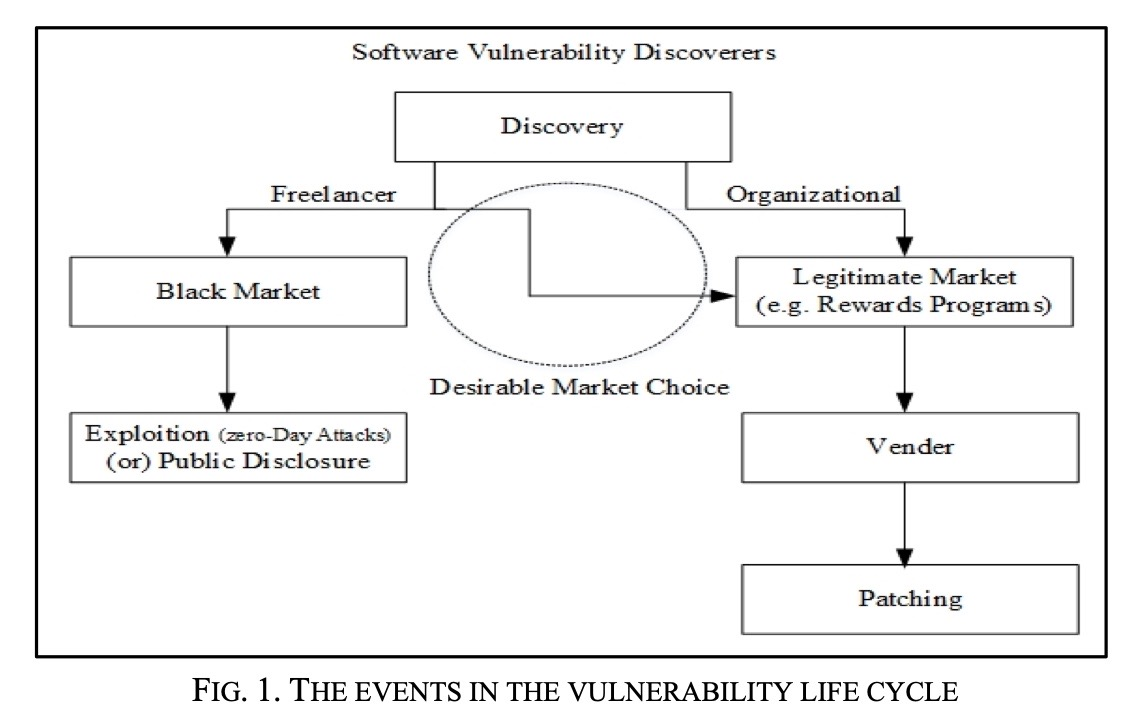 Software Vulnerability Discoverers
Discovery
Freelancer
Organizational
Black Market
Legitimate Market
(e.g. Rewards Programs)
Desirable Market Choice
Exploition (zero-Day Attacks)
(or) Public Disclosure
Vender
Patching
FIG. 1. THE EVENTS IN THE VULNERABILITY LIFE CYCLE